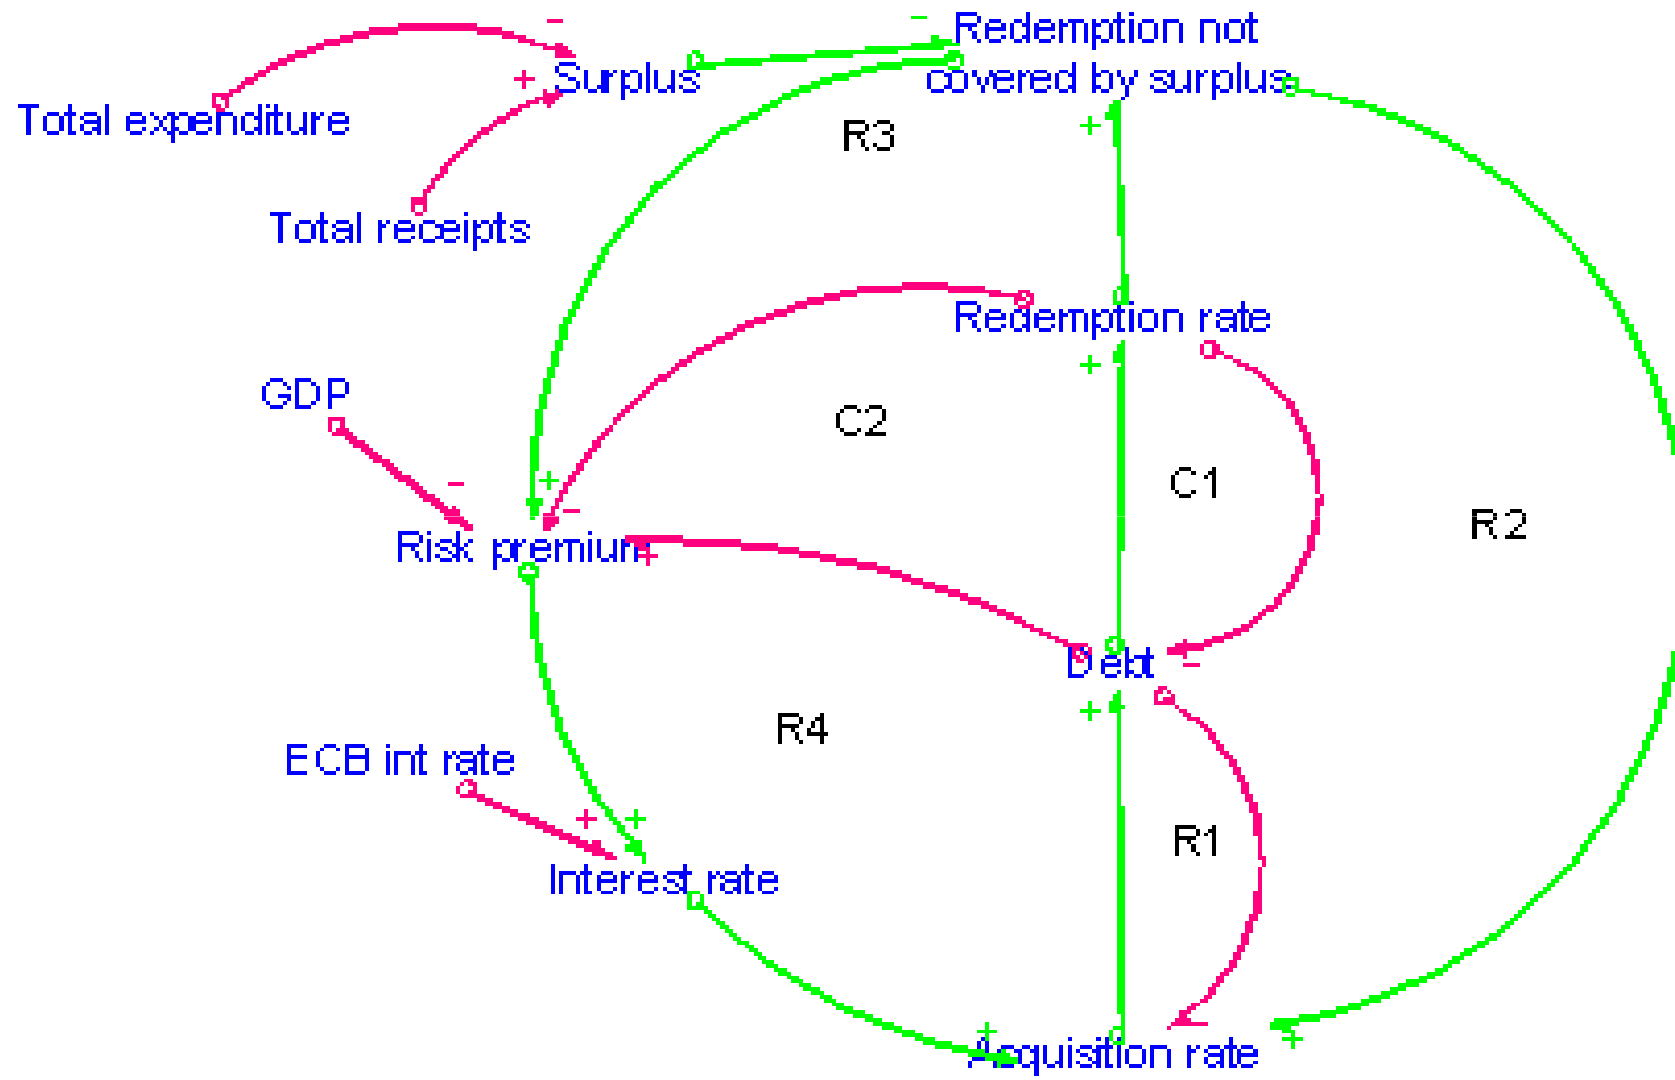 Redemption not
covered by surplus
Surplus
Total expenditure
R3
Total receipts
Redemption rate
GDP
C2
C1
R2
Risk premium
Debt
R4
ECB int rate
R1
Interest rate
Acquisition rate
-
-
+
+
+
-
+
-
+
-
+
+
+
-
+
+